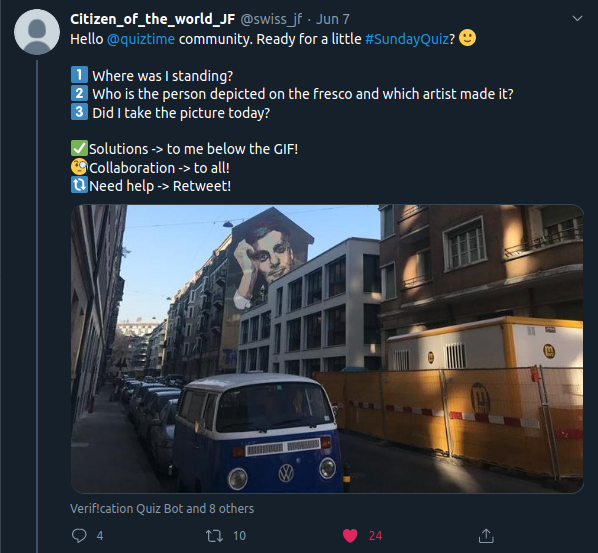 Citizen_of_the_world_JF @swiss_jf · Jun 7
Hello @quiztime community. Ready for a little #SundayQuiz? 🙂
1️⃣ Where was I standing?
2️⃣ Who is the person depicted on the fresco and which artist made it?
3️⃣ Did I take the picture today?
✅Solutions -> to me below the GIF!
🧐Collaboration -> to all!
🔃Need help -> Retweet!
Verif!cation Quiz Bot and 8 others
4 10 24